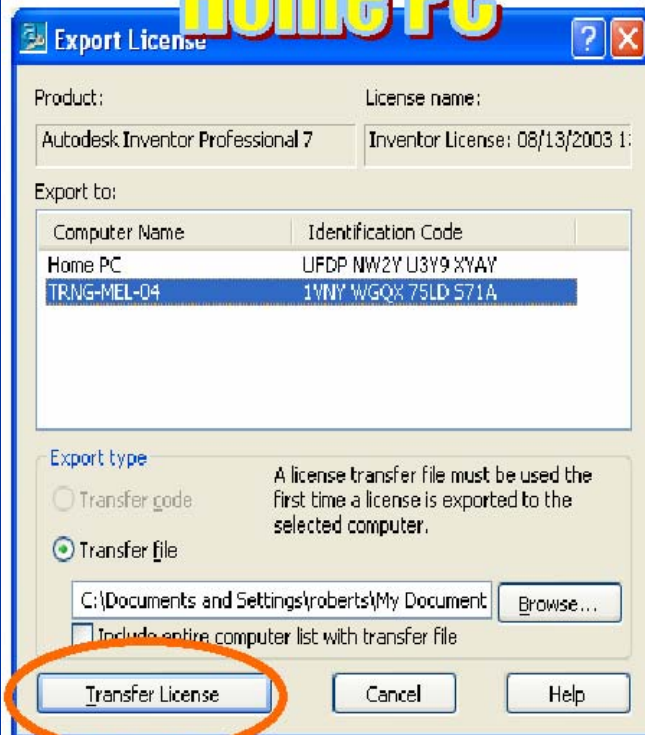 Home PC
Export License
Product: License name:
Autodesk Inventor Professional 7 Inventor License: 08/13/2003 1
Export to:
Computer Name Identification Code
Home PC UFDP NW2Y U3Y9 XYAY
TRNG-MEL-04 1VNY WGQX 75LD S71A
Export type
Transfer code
A license transfer file must be used the
first time a license is exported to the
selected computer.
Transfer file
C:\Documents and Settings\roberts\My Document Browse...
Include entire computer list with transfer file
Transfer License Cancel Help